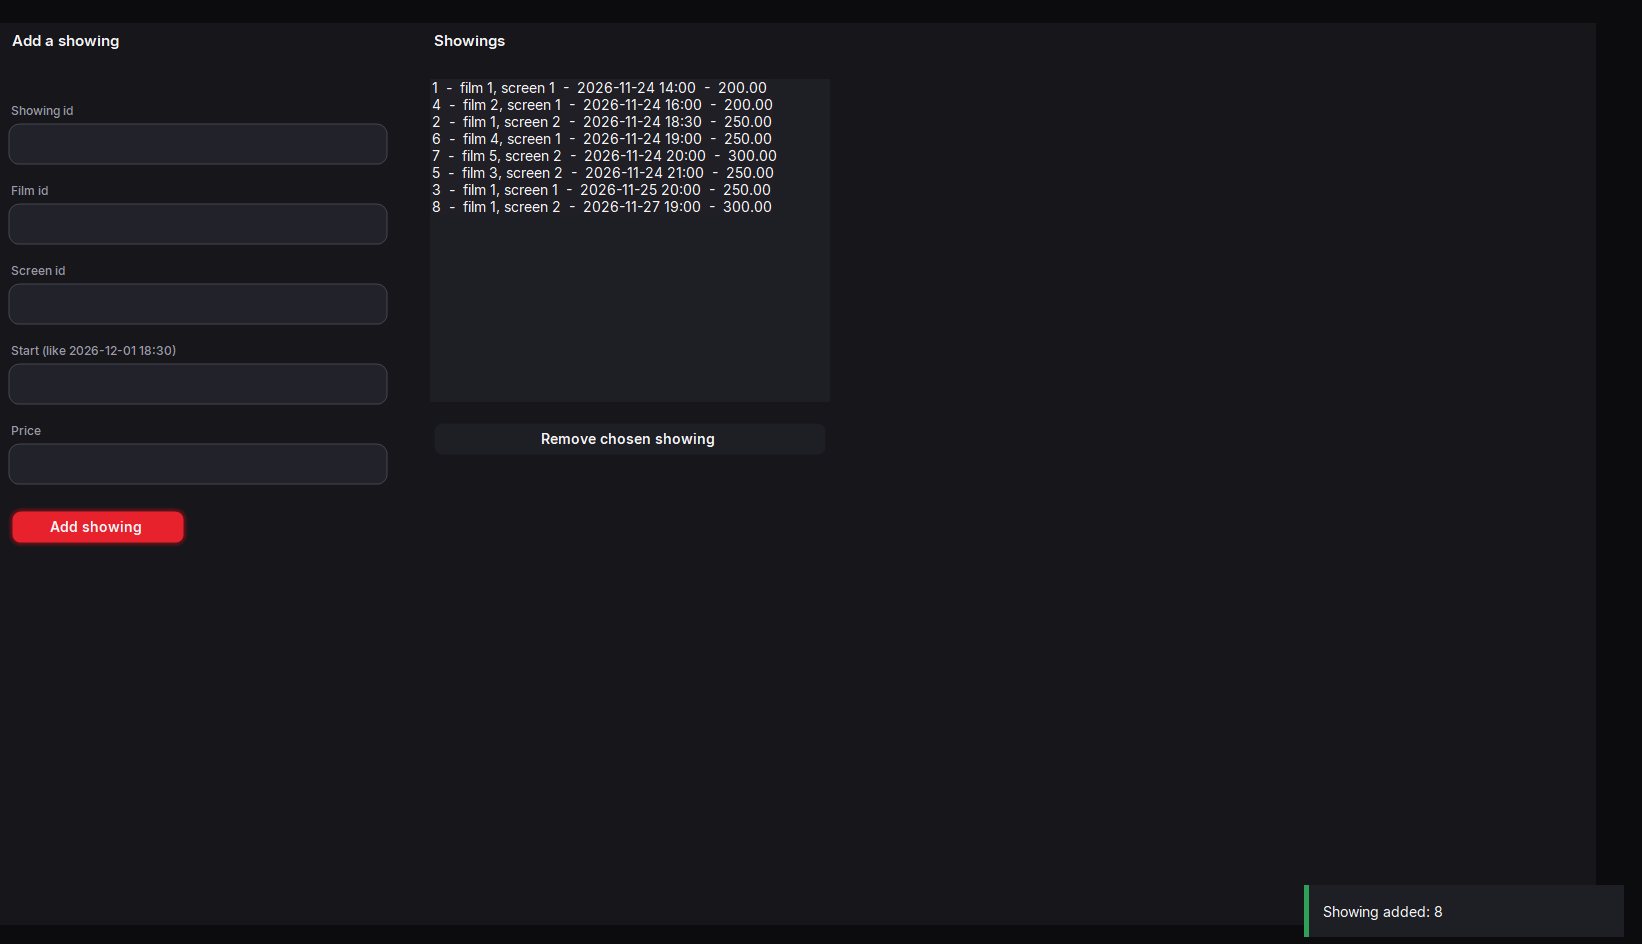 Add a showing
Showing id
Film id
Screen id
Start (like 2026-12-01 18:30)
Price
Add showing
Showings
1 - film 1, screen 1 - 2026-11-24 14:00 - 200.00
4 - film 2, screen 1 - 2026-11-24 16:00 - 200.00
2 - film 1, screen 2 - 2026-11-24 18:30 - 250.00
6 - film 4, screen 1 - 2026-11-24 19:00 - 250.00
7 - film 5, screen 2 - 2026-11-24 20:00 - 300.00
5 - film 3, screen 2 - 2026-11-24 21:00 - 250.00
3 - film 1, screen 1 - 2026-11-25 20:00 - 250.00
8 - film 1, screen 2 - 2026-11-27 19:00 - 300.00
Remove chosen showing
Showing added: 8